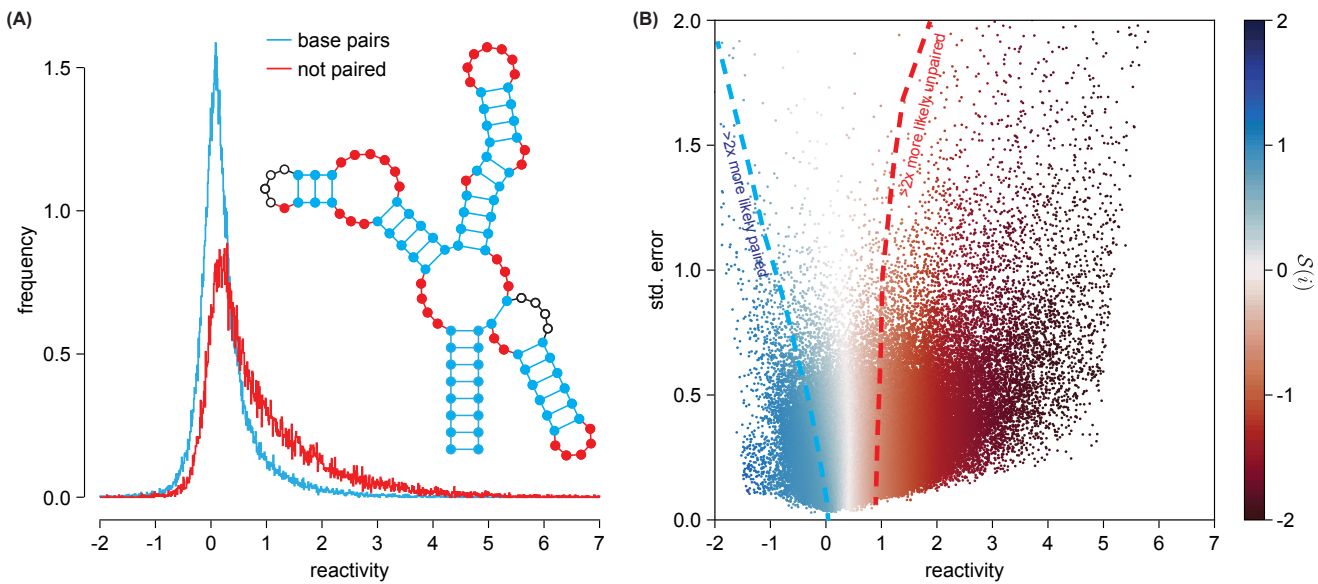 (A)
base pairs
not paired
1.5
1.0
0.5
0.0
frequency
-2 -1 0 1 2 3 4 5 6 7
reactivity
(B)
2.0
1.5
1.0
0.5
0.0
std. error
>2x more likely paired
>2x more likely unpaired
-2 -1 0 1 2 3 4 5 6 7
reactivity
2
1
0
-1
-2
S(i)